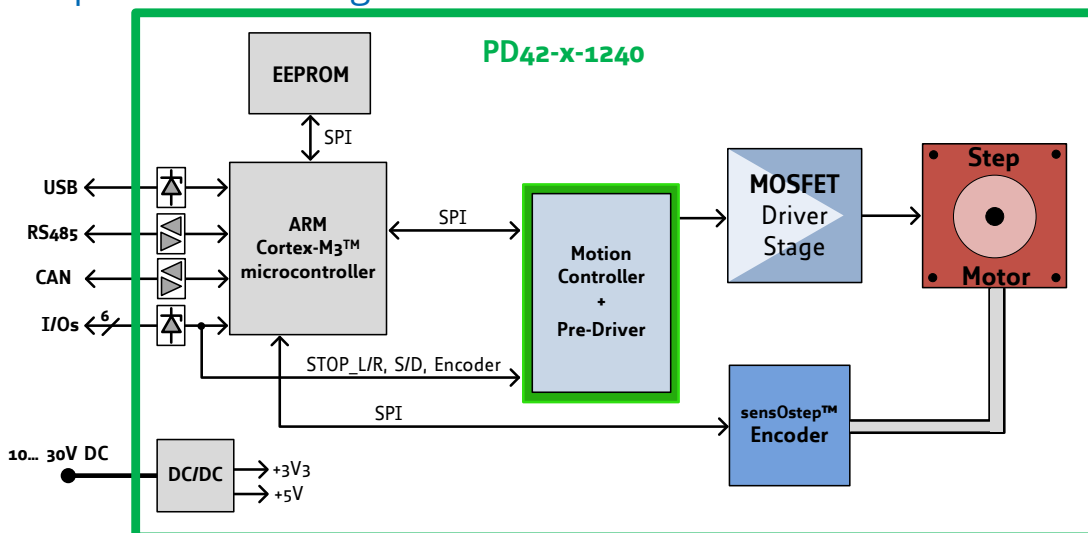 PD42-x-1240
EEPROM
SPI
USB
RS485
CAN
I/Os
6
ARM
Cortex-M3™
microcontroller
SPI
STOP_L/R, S/D, Encoder
SPI
Motion
Controller
+
Pre-Driver
MOSFET
Driver
Stage
Step
Motor
sensOstep™
Encoder
10... 30V DC
DC/DC
+3V3
+5V